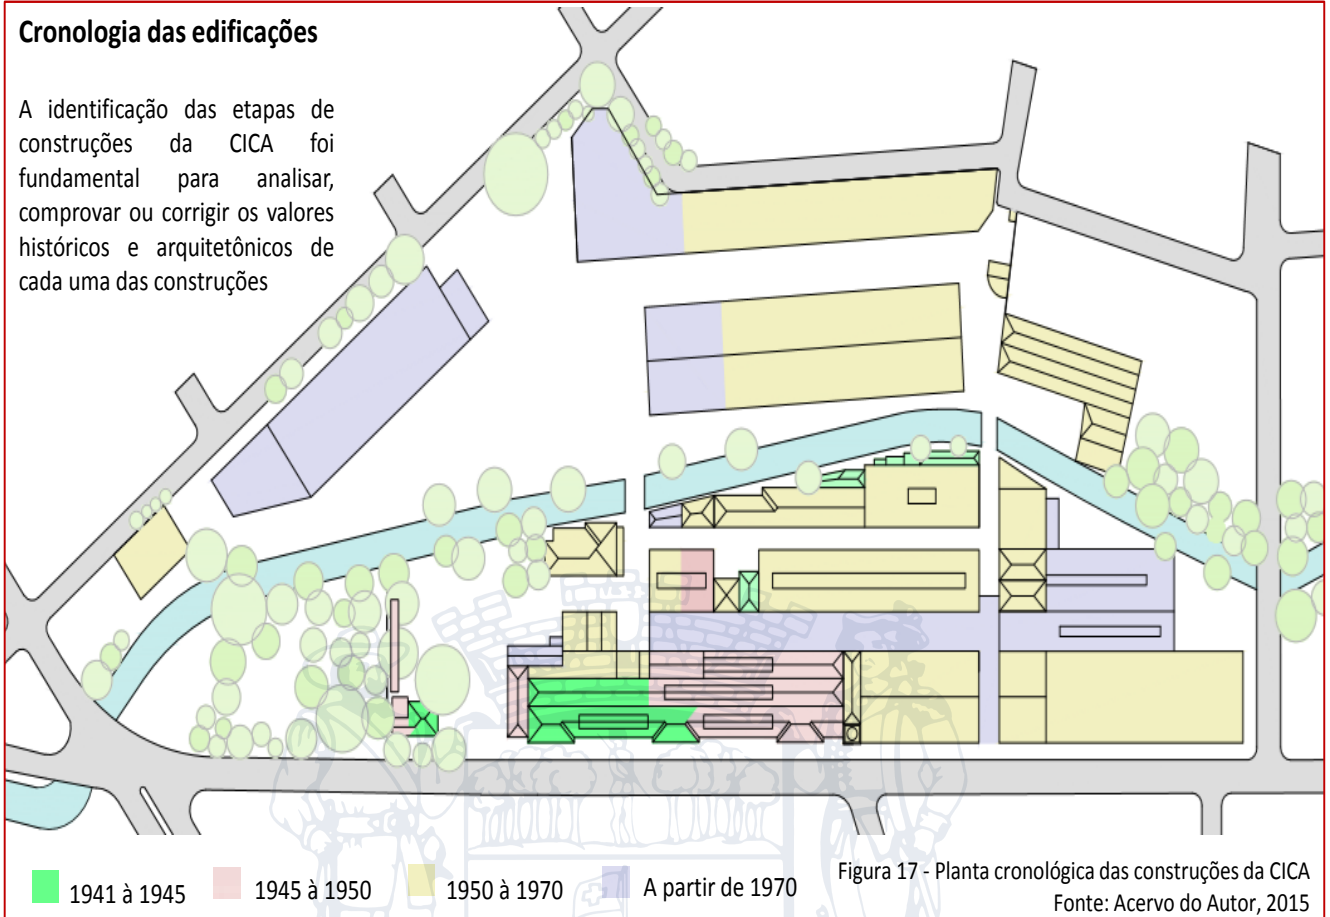 Cronologia das edificações
A identificação das etapas de
construções da CICA foi
fundamental para analisar,
comprovar ou corrigir os valores
históricos e arquitetônicos de
cada uma das construções
1941 à 1945
1945 à 1950
1950 à 1970
A partir de 1970
Figura 17 - Planta cronológica das construções da CICA
Fonte: Acervo do Autor, 2015